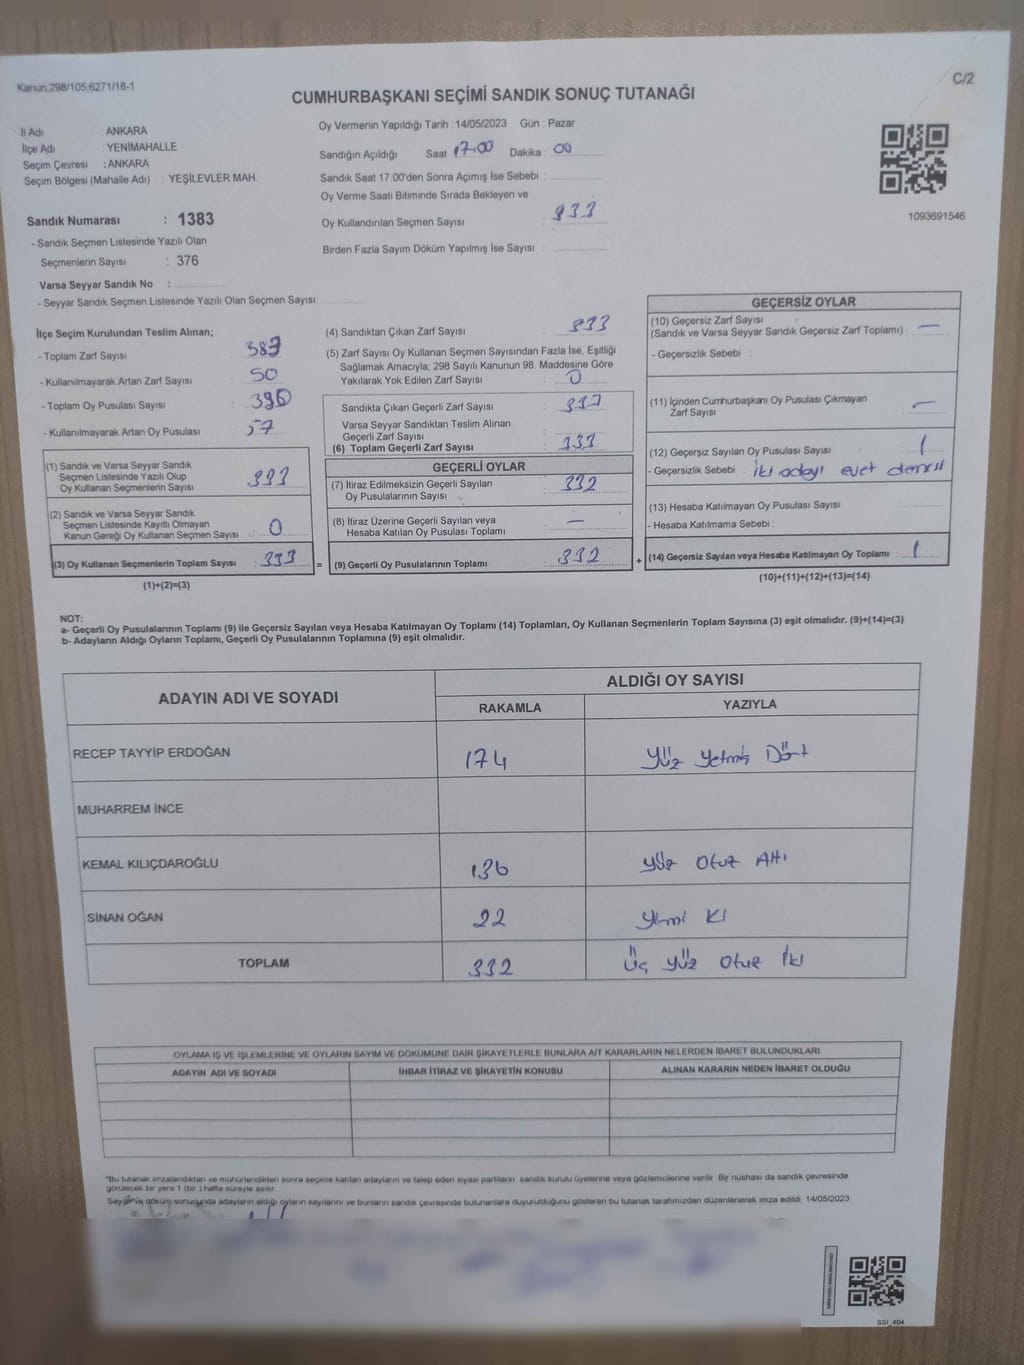 Kanun;298/105;6271/18-1
C/2
CUMHURBAŞKANI SEÇİMİ SANDIK SONUÇ TUTANAĞI
İl Adı : ANKARA
İlçe Adı : YENİMAHALLE
Seçim Çevresi : ANKARA
Seçim Bölgesi (Mahalle Adı) : YEŞİLEVLER MAH.
Sandık Numarası : 1383
- Sandık Seçmen Listesinde Yazılı Olan
Seçmenlerin Sayısı : 376
Varsa Seyyar Sandık No :
- Seyyar Sandık Seçmen Listesinde Yazılı Olan Seçmen Sayısı:
Oy Vermenin Yapıldığı Tarih : 14/05/2023 Gün : Pazar
Sandığın Açıldığı Saat 17.00 Dakika : 00
Sandık Saat 17:00'den Sonra Açımış İse Sebebi :
Oy Verme Saati Bitiminde Sırada Bekleyen ve
Oy Kullandırılan Seçmen Sayısı : 333
Birden Fazla Sayım Döküm Yapılmış İse Sayısı :
1093691546
İlçe Seçim Kurulundan Teslim Alınan;
- Toplam Zarf Sayısı : 383
- Kullanılmayarak Artan Zarf Sayısı : 50
- Toplam Oy Pusulası Sayısı : 390
- Kullanılmayarak Artan Oy Pusulası : 57
(1) Sandık ve Varsa Seyyar Sandık
Seçmen Listesinde Yazılı Olup
Oy Kullanan Seçmenlerin Sayısı : 333
(2) Sandık ve Varsa Seyyar Sandık
Seçmen Listesinde Kayıtlı Olmayan
Kanun Gereği Oy Kullanan Seçmen Sayısı : 0
(3) Oy Kullanan Seçmenlerin Toplam Sayısı : 333
(1)+(2)=(3)
(4) Sandıktan Çıkan Zarf Sayısı : 333
(5) Zarf Sayısı Oy Kullanan Seçmen Sayısından Fazla İse, Eşitliği
Sağlamak Amacıyla; 298 Sayılı Kanunun 98. Maddesine Göre
Yakılarak Yok Edilen Zarf Sayısı : 0
Sandıkta Çıkan Geçerli Zarf Sayısı : 333
Varsa Seyyar Sandıktan Teslim Alınan
Geçerli Zarf Sayısı :
(6) Toplam Geçerli Zarf Sayısı : 333
GEÇERLİ OYLAR
(7) İtiraz Edilmeksizin Geçerli Sayılan
Oy Pusulalarının Sayısı : 332
(8) İtiraz Üzerine Geçerli Sayılan veya
Hesaba Katılan Oy Pusulası Toplamı : —
= (9) Geçerli Oy Pusulalarının Toplamı : 332 +
GEÇERSİZ OYLAR
(10) Geçersiz Zarf Sayısı
(Sandık ve Varsa Seyyar Sandık Geçersiz Zarf Toplamı) : —
- Geçersizlik Sebebi :
(11) İçinden Cumhurbaşkanı Oy Pusulası Çıkmayan
Zarf Sayısı : —
(12) Geçersiz Sayılan Oy Pusulası Sayısı : 1
- Geçersizlik Sebebi : İki adayı evet
(13) Hesaba Katılmayan Oy Pusulası Sayısı :
- Hesaba Katılmama Sebebi :
(14) Geçersiz Sayılan veya Hesaba Katılmayan Oy Toplamı : 1
(10)+(11)+(12)+(13)=(14)
NOT:
a- Geçerli Oy Pusulalarının Toplamı (9) ile Geçersiz Sayılan veya Hesaba Katılmayan Oy Toplamı (14) Toplamları, Oy Kullanan Seçmenlerin Toplam Sayısına (3) eşit olmalıdır. (9)+(14)=(3)
b- Adayların Aldığı Oyların Toplamı, Geçerli Oy Pusulalarının Toplamına (9) eşit olmalıdır.
ADAYIN ADI VE SOYADI ALDIĞI OY SAYISI
RAKAMLA YAZIYLA
RECEP TAYYİP ERDOĞAN 174 Yüz Yetmiş Dört
MUHARREM İNCE
KEMAL KILIÇDAROĞLU 136 Yüz Otuz Altı
SİNAN OĞAN 22
TOPLAM 332 Üç Yüz Otuz İki
OYLAMA İŞ VE İŞLEMLERİNE VE OYLARIN SAYIM VE DÖKÜMÜNE DAİR ŞİKAYETLERLE BUNLARA AİT KARARLARIN NELERDEN İBARET BULUNDUKLARI
ADAYIN ADI VE SOYADI İHBAR İTİRAZ VE ŞİKAYETİN KONUSU ALINAN KARARIN NEDEN İBARET OLDUĞU
*Bu tutanak imzalandıktan ve mühürlendikten sonra seçime katılan adayların ve talep eden siyasi partilerin sandık kurulu üyelerine veya gözlemcilerine verilir. Bir nüshası da sandık çevresinde
görülecek bir yere 1 (bir ) hafta süreyle asılır.
Sayım ve döküm sonucunda adayların aldığı oyların sayılarını ve bunların sandık çevresinde bulunanlara duyurulduğunu gösteren bu tutanak tarafımızdan düzenlenerek imza edildi. 14/05/2023
SSI_404